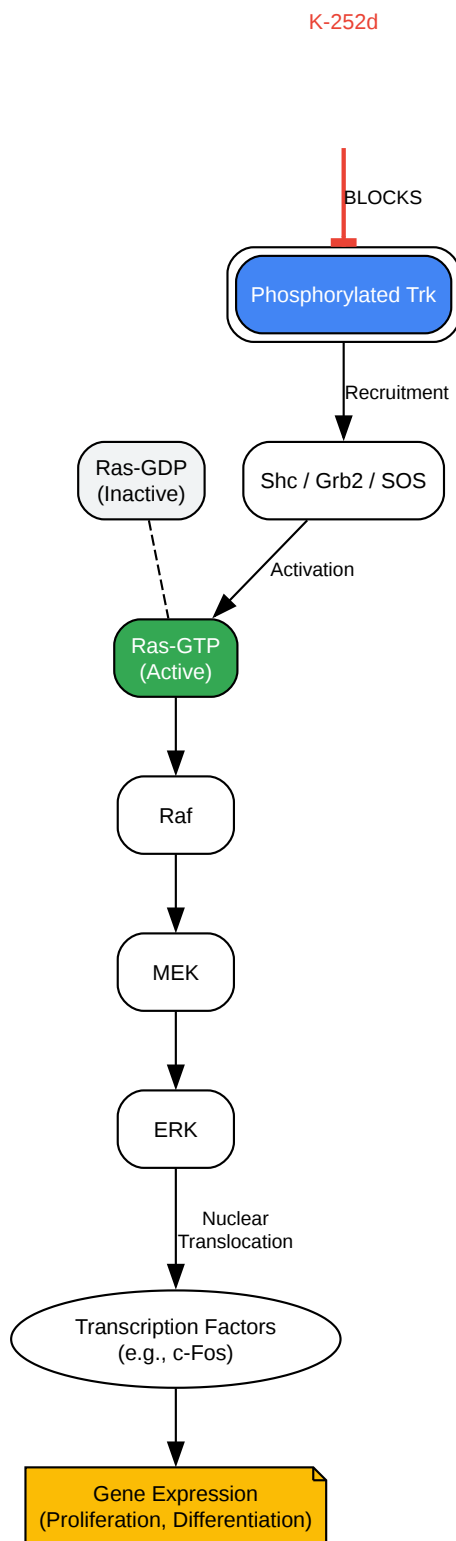 K-252d
BLOCKS
Phosphorylated Trk
Recruitment
Ras-GDP
(Inactive)
Shc / Grb2 / SOS
Activation
Ras-GTP
(Active)
Raf
MEK
ERK
Nuclear
Translocation
Transcription Factors
(e.g., c-Fos)
Gene Expression
(Proliferation, Differentiation)